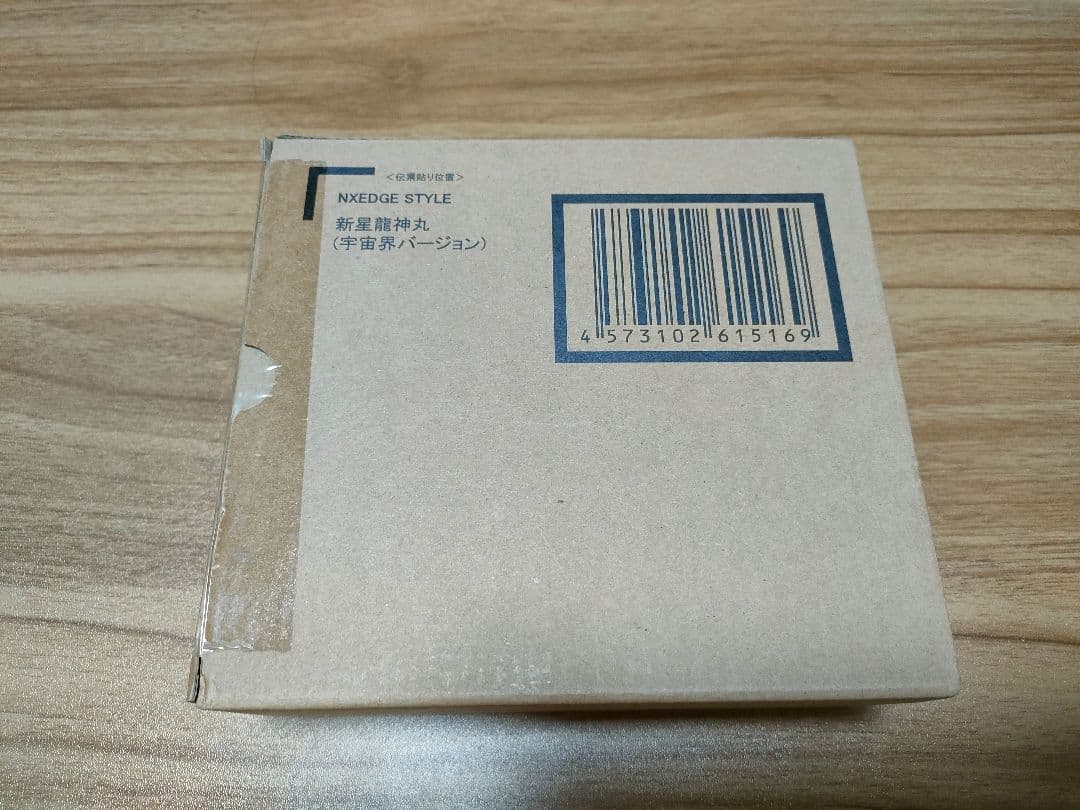 <伝票貼り位置>
NXEDGE STYLE
新星龍神丸
(宇宙界バージョン)
4 573102 615169